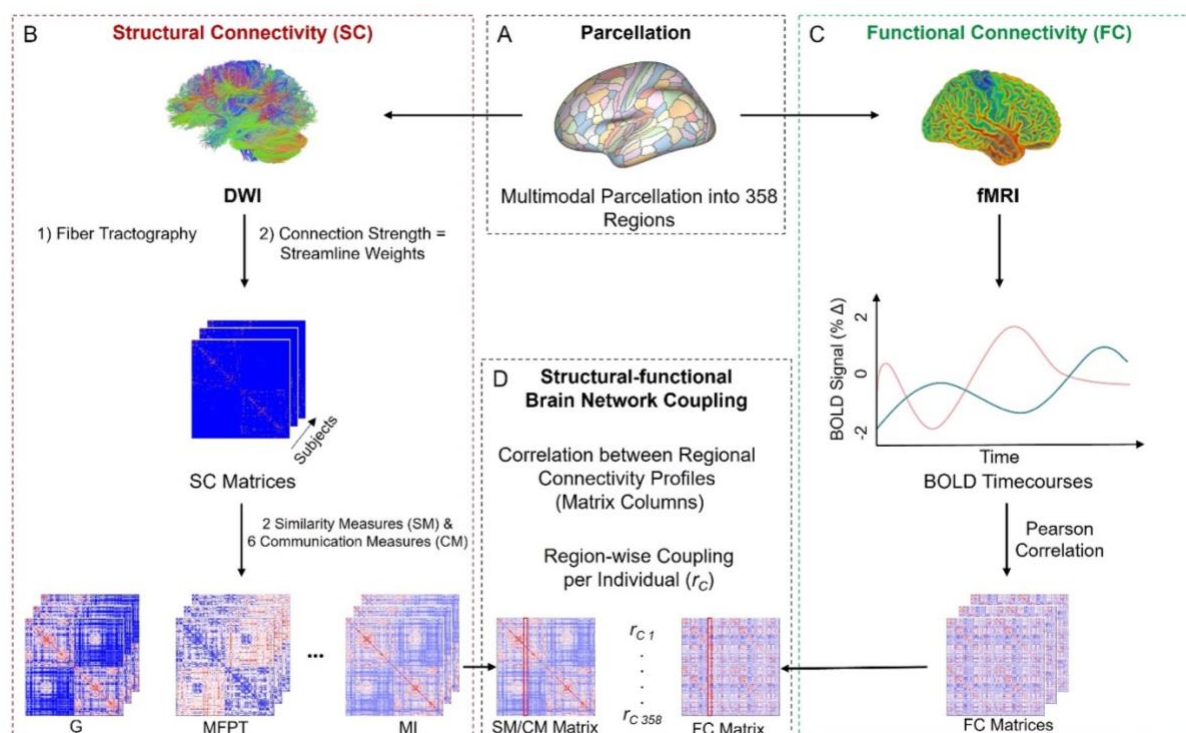 B
Structural Connectivity (SC)
DWI
1) Fiber Tractography
2) Connection Strength =
Streamline Weights
Subjects
SC Matrices
2 Similarity Measures (SM) &
6 Communication Measures (CM)
...
G
MFPT
MI
A
Parcellation
Multimodal Parcellation into 358
Regions
C
Functional Connectivity (FC)
fMRI
BOLD Signal (% Δ)
2
0
-2
Time
BOLD Timecourses
Pearson
Correlation
FC Matrices
D
Structural-functional
Brain Network Coupling
Correlation between Regional
Connectivity Profiles
(Matrix Columns)
Region-wise Coupling
per Individual (rC)
rC 1
.
.
.
.
rC 358
SM/CM Matrix
FC Matrix